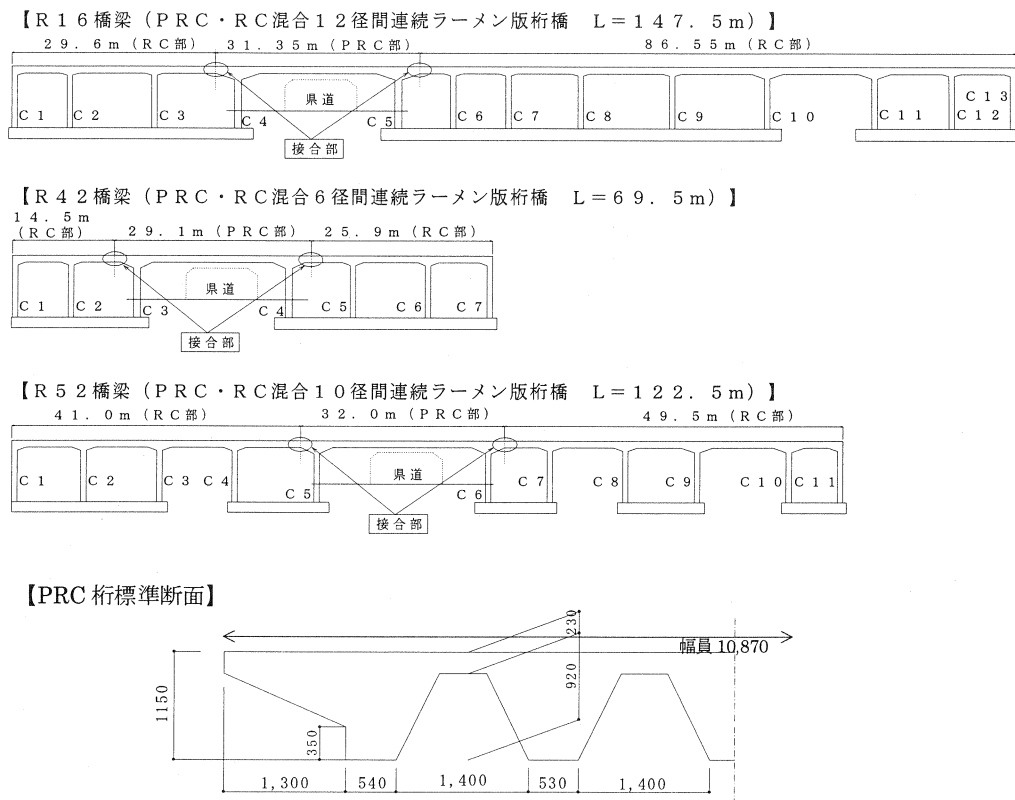 【Ｒ１６橋梁（ＰＲＣ・ＲＣ混合１２径間連続ラーメン版桁橋　Ｌ＝１４７．５ｍ）】
２９．６ｍ（ＲＣ部）　３１．３５ｍ（ＰＲＣ部）　８６．５５ｍ（ＲＣ部）
県道
Ｃ１　Ｃ２　Ｃ３　Ｃ４　Ｃ５　Ｃ６　Ｃ７　Ｃ８　Ｃ９　Ｃ１０　Ｃ１１　Ｃ１２　Ｃ１３
接合部
【Ｒ４２橋梁（ＰＲＣ・ＲＣ混合６径間連続ラーメン版桁橋　Ｌ＝６９．５ｍ）】
１４．５ｍ
（ＲＣ部）　２９．１ｍ（ＰＲＣ部）　２５．９ｍ（ＲＣ部）
県道
Ｃ１　Ｃ２　Ｃ３　Ｃ４　Ｃ５　Ｃ６　Ｃ７
接合部
【Ｒ５２橋梁（ＰＲＣ・ＲＣ混合１０径間連続ラーメン版桁橋　Ｌ＝１２２．５ｍ）】
４１．０ｍ（ＲＣ部）　３２．０ｍ（ＰＲＣ部）　４９．５ｍ（ＲＣ部）
県道
Ｃ１　Ｃ２　Ｃ３　Ｃ４　Ｃ５　Ｃ６　Ｃ７　Ｃ８　Ｃ９　Ｃ１０　Ｃ１１
接合部
【PRC桁標準断面】
230
幅員 10,870
920
1150
350
1,300　540　1,400　530　1,400